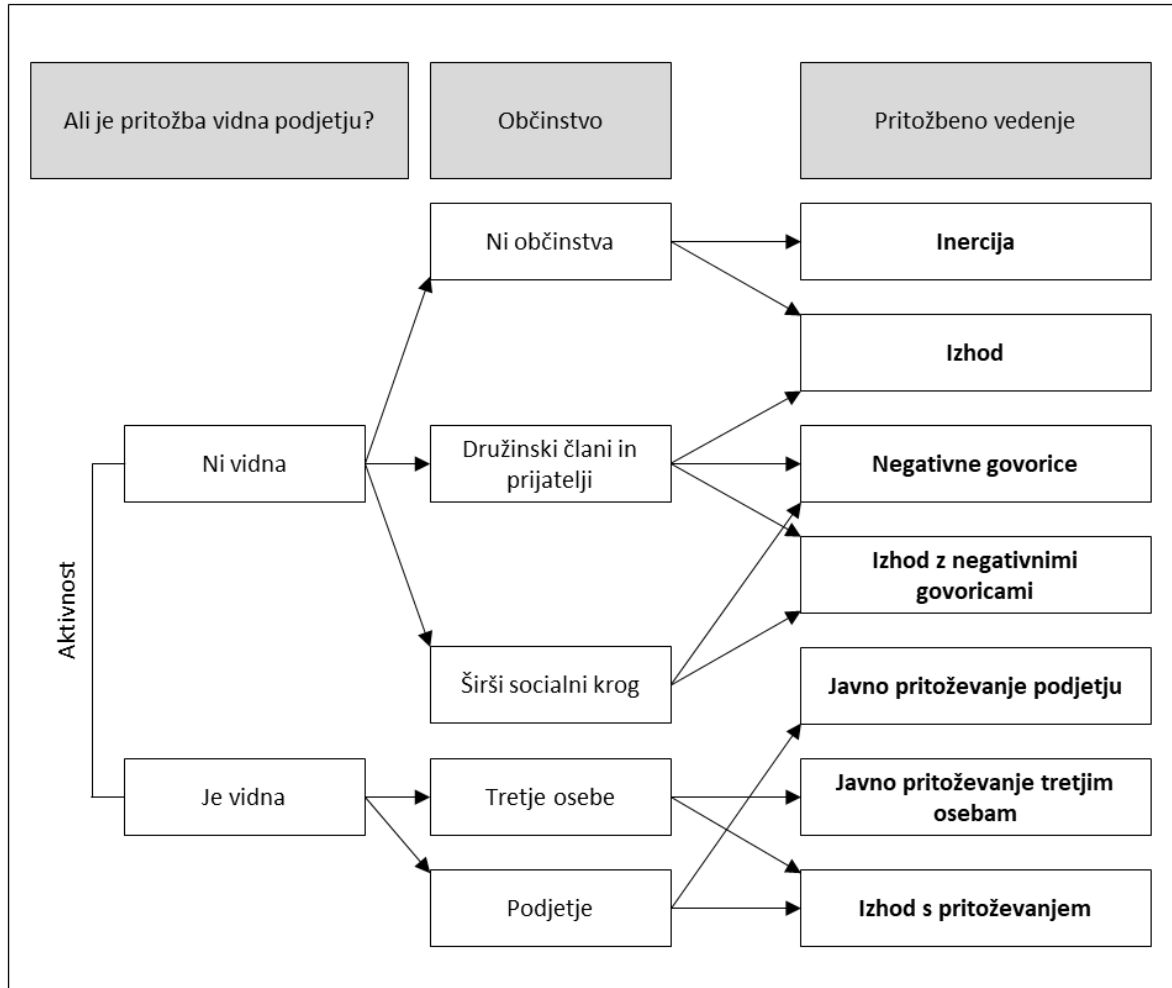 Ali je pritožba vidna podjetju?
Občinstvo
Pritožbeno vedenje
Ni občinstva
Inercija
Izhod
Ni vidna
Družinski člani in
prijatelji
Negativne govorice
Izhod z negativnimi
govoricami
Aktivnost
Širši socialni krog
Javno pritoževanje podjetju
Je vidna
Tretje osebe
Javno pritoževanje tretjim
osebam
Podjetje
Izhod s pritoževanjem